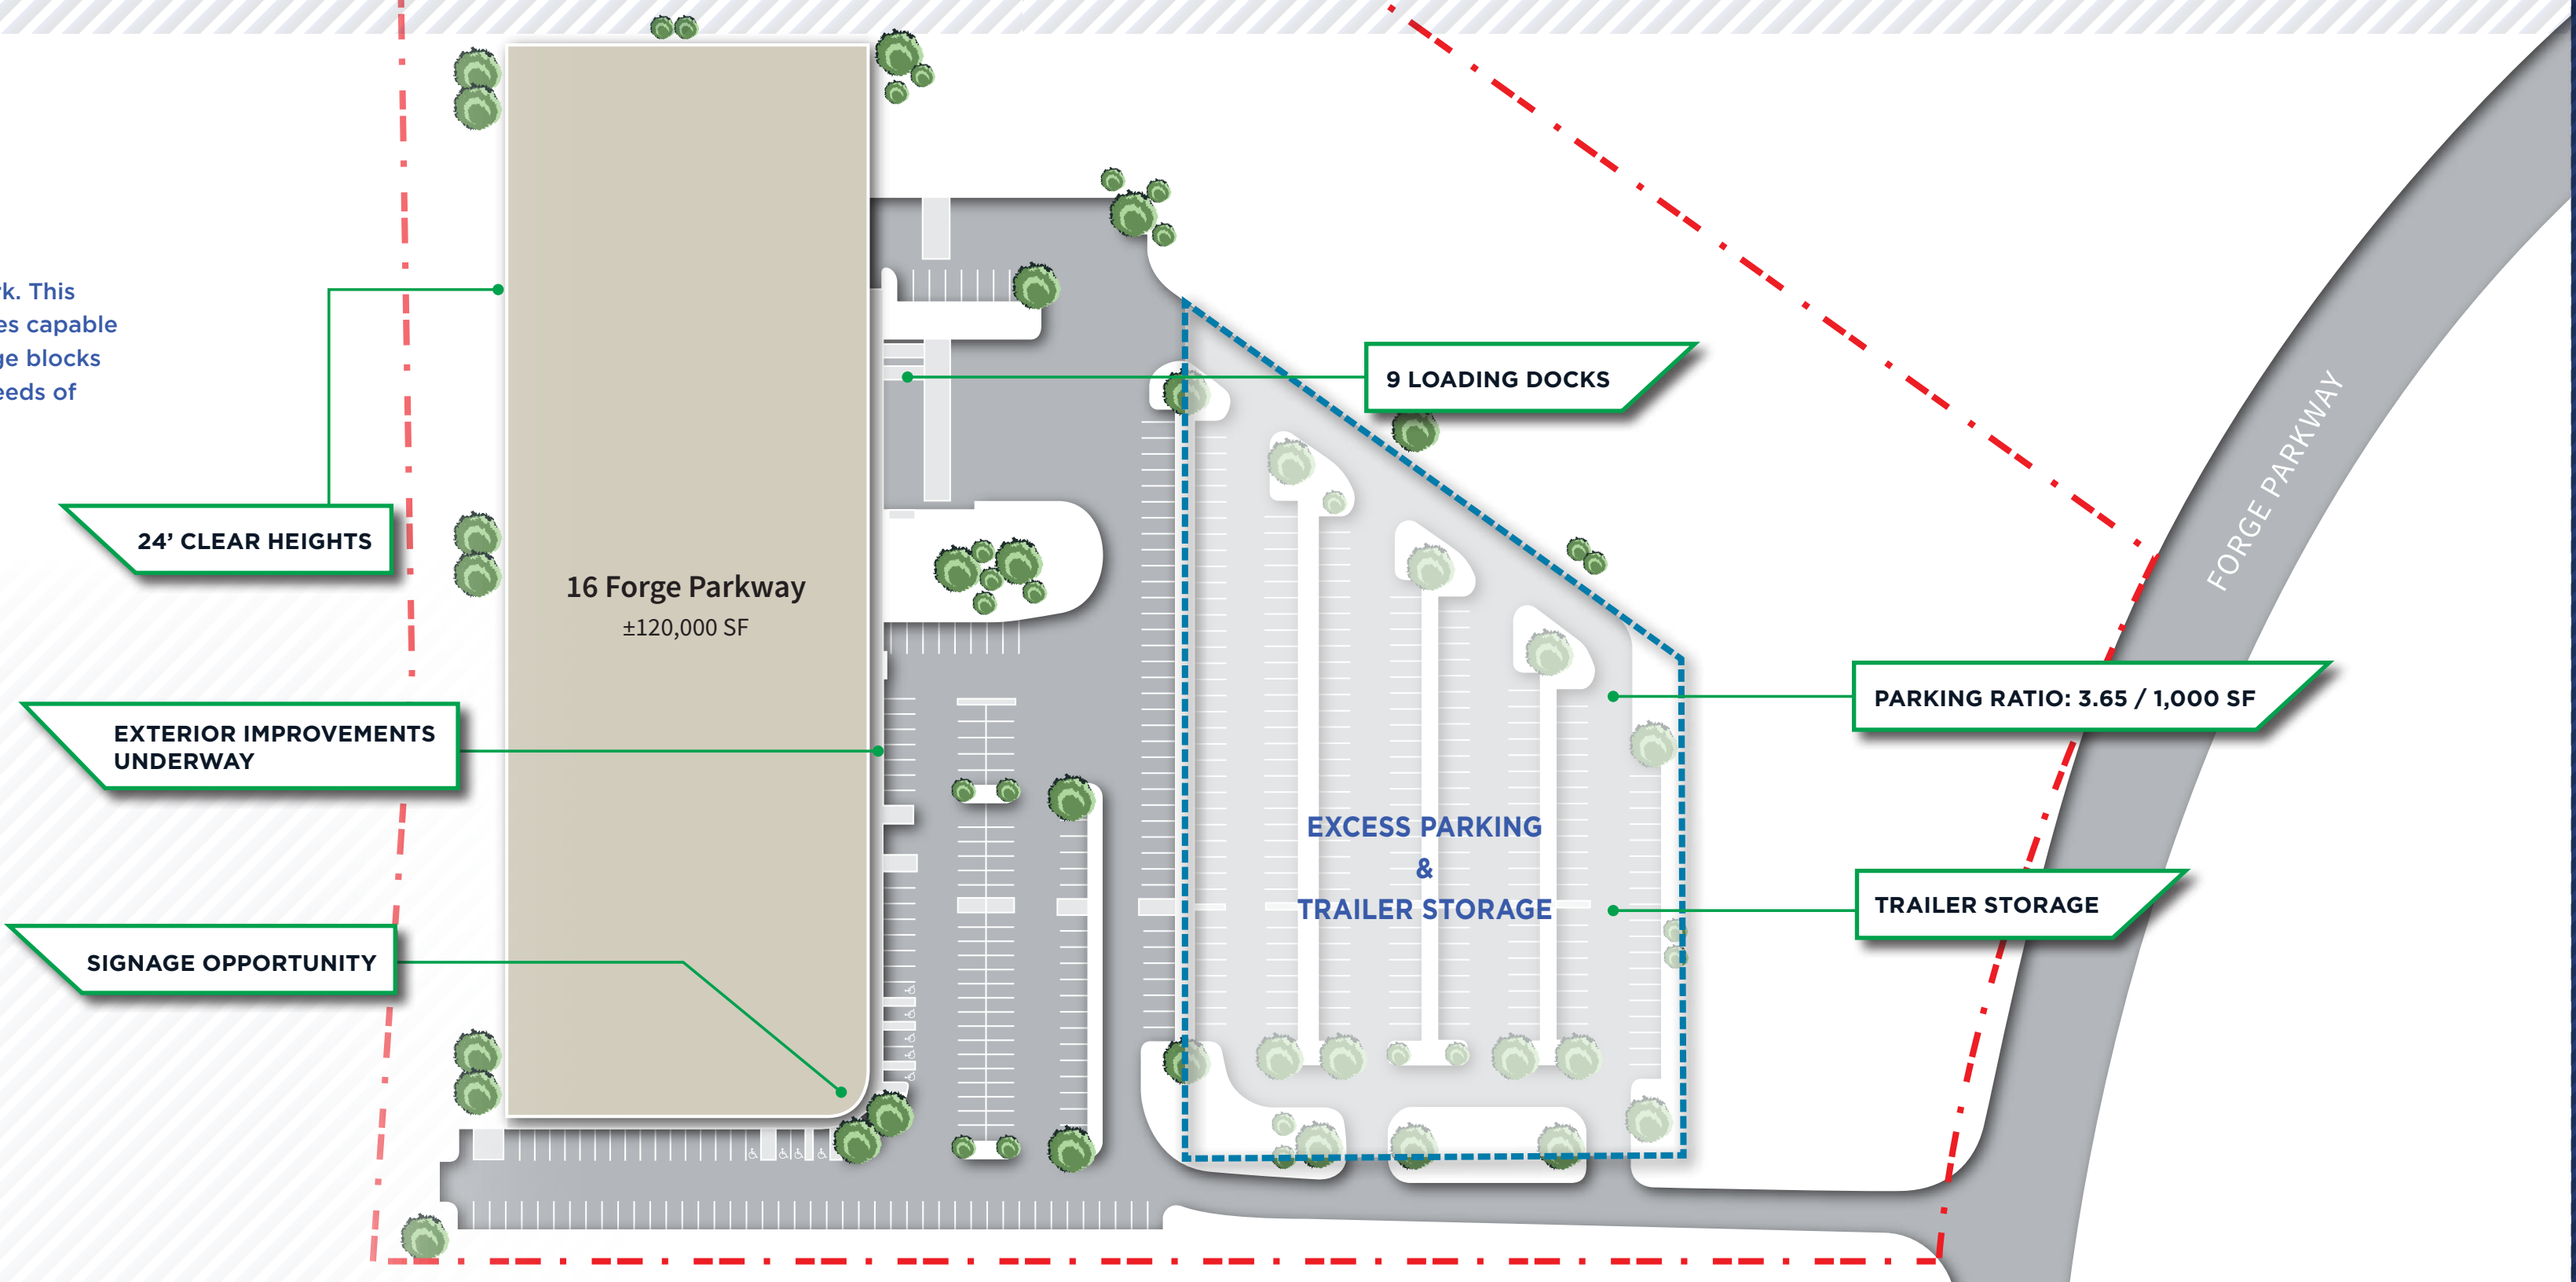 k. This
es capable
ge blocks
eeds of
24’ CLEAR HEIGHTS
9 LOADING DOCKS
FORGE PARKWAY
16 Forge Parkway
±120,000 SF
EXTERIOR IMPROVEMENTS
UNDERWAY
PARKING RATIO: 3.65 / 1,000 SF
EXCESS PARKING
&
TRAILER STORAGE
TRAILER STORAGE
SIGNAGE OPPORTUNITY